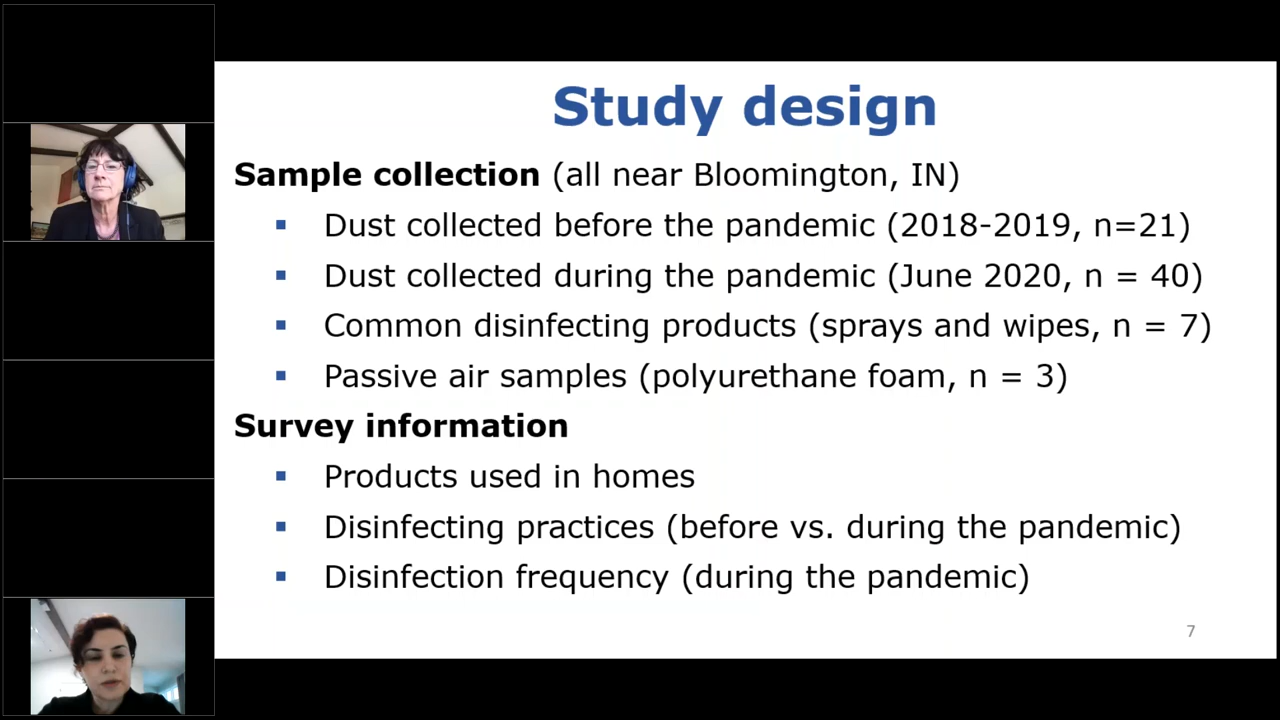 Study design
Sample collection (all near Bloomington, IN)
▪ Dust collected before the pandemic (2018-2019, n=21)
▪ Dust collected during the pandemic (June 2020, n = 40)
▪ Common disinfecting products (sprays and wipes, n = 7)
▪ Passive air samples (polyurethane foam, n = 3)
Survey information
▪ Products used in homes
▪ Disinfecting practices (before vs. during the pandemic)
▪ Disinfection frequency (during the pandemic)
7